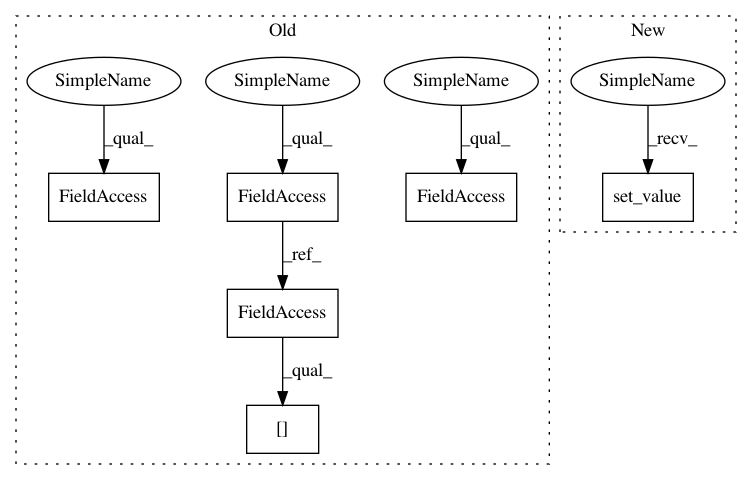 Old
New
SimpleName
SimpleName
SimpleName
SimpleName
_qual_
_qual_
_qual_
_recv_
FieldAccess
FieldAccess
FieldAccess
set_value
_ref_
FieldAccess
_qual_
[]